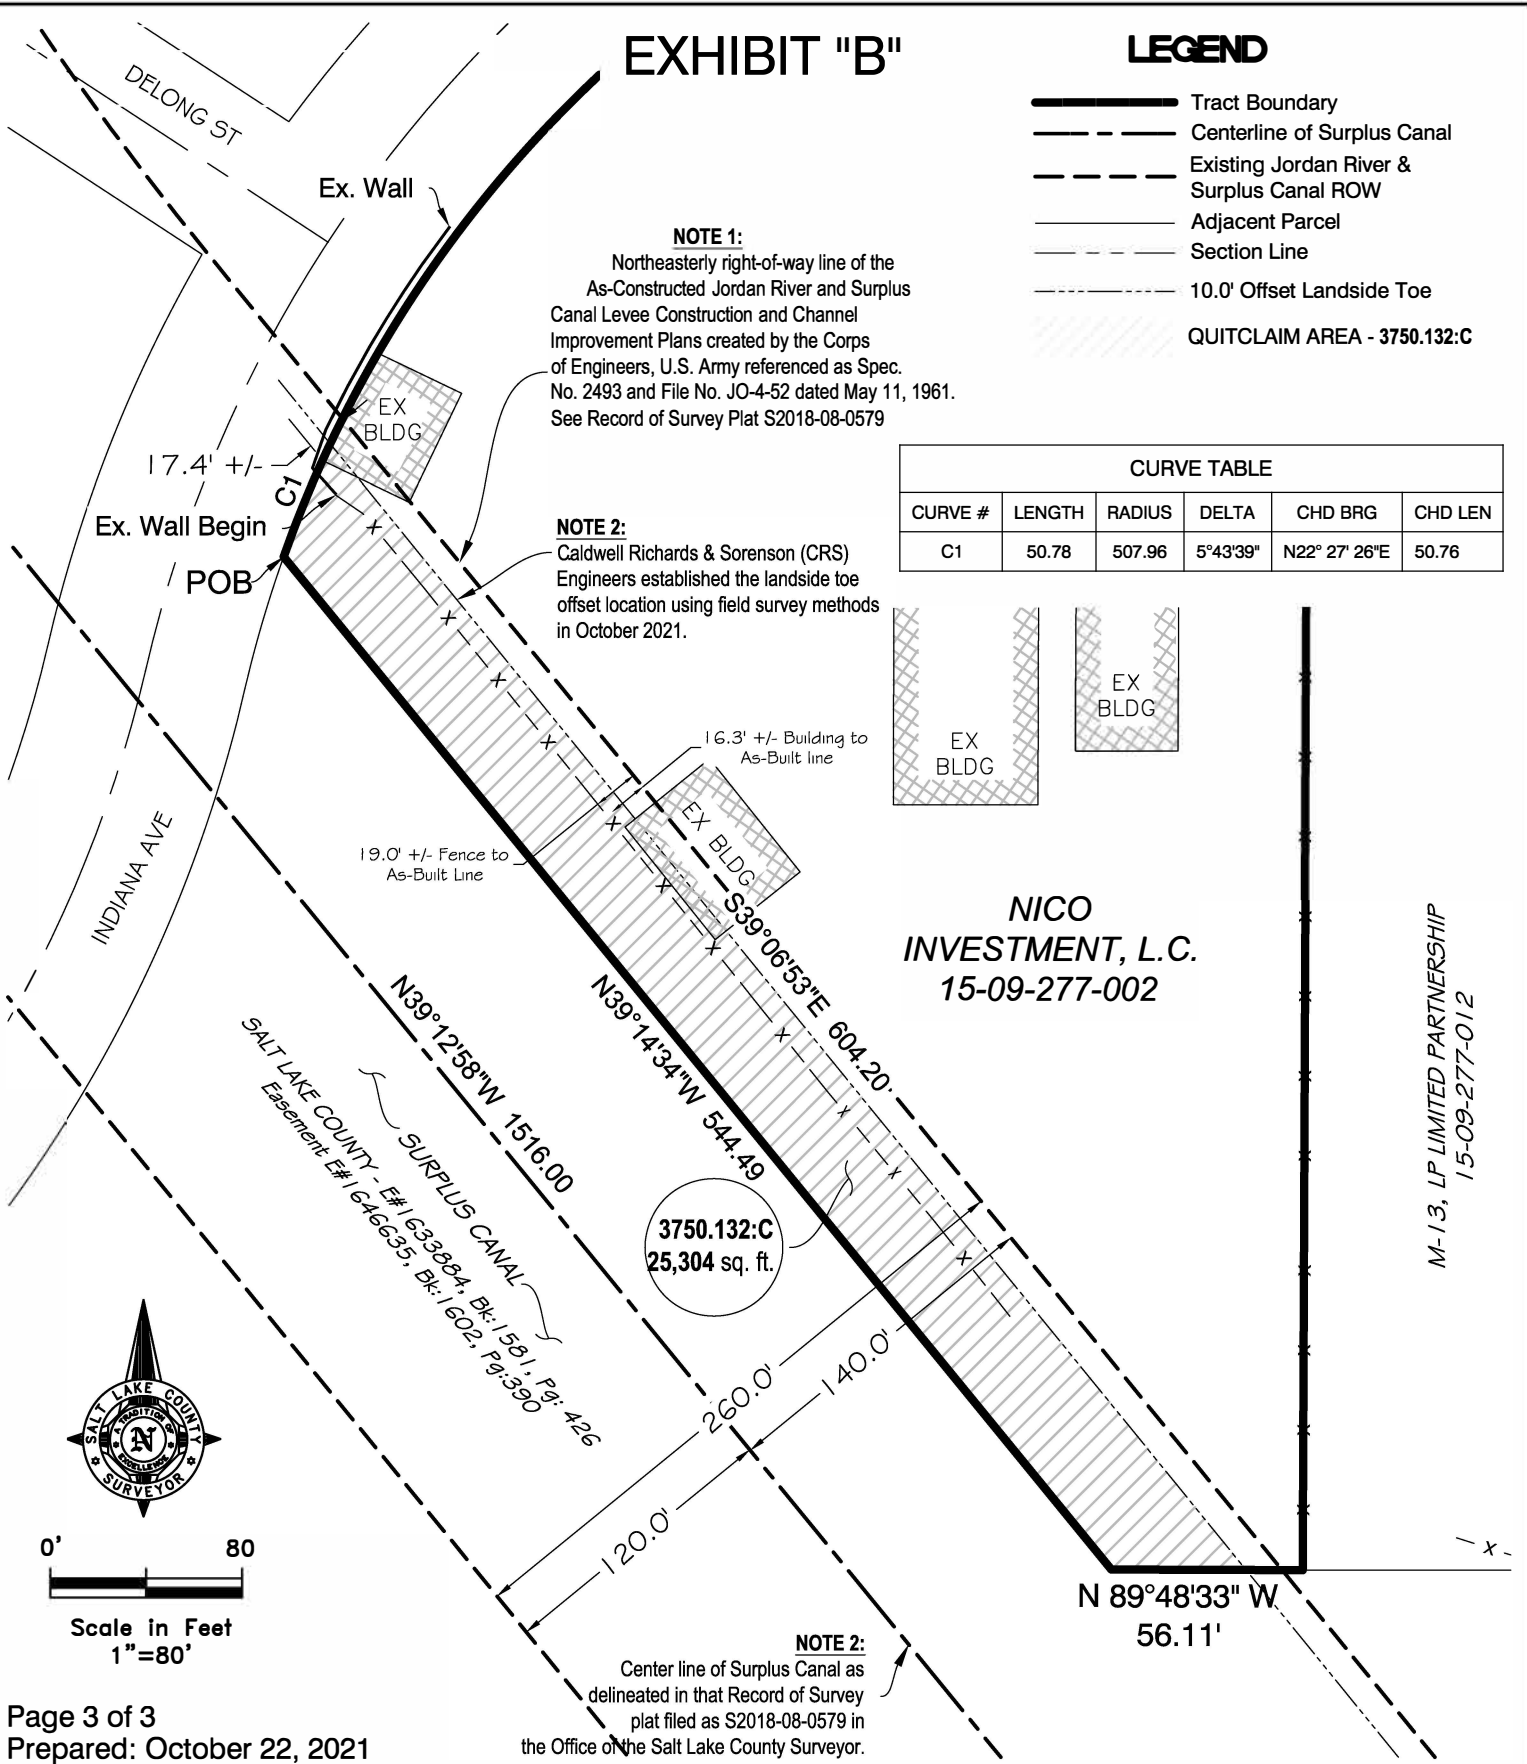 EXHIBIT "B"
LEGEND
Tract Boundary
Centerline of Surplus Canal
Existing Jordan River &
Surplus Canal ROW
Adjacent Parcel
Section Line
10.0' Offset Landside Toe
QUITCLAIM AREA - 3750.132:C
DELONG ST
Ex. Wall
NOTE 1:
Northeasterly right-of-way line of the
As-Constructed Jordan River and Surplus
Canal Levee Construction and Channel
Improvement Plans created by the Corps
of Engineers, U.S. Army referenced as Spec.
No. 2493 and File No. JO-4-52 dated May 11, 1961.
See Record of Survey Plat S2018-08-0579
EX
BLDG
17.4' +/-
C1
Ex. Wall Begin
POB
CURVE TABLE
CURVE # LENGTH RADIUS DELTA CHD BRG CHD LEN
C1 50.78 507.96 5°43'39" N22° 27' 26"E 50.76
NOTE 2:
Caldwell Richards & Sorenson (CRS)
Engineers established the landside toe
offset location using field survey methods
in October 2021.
EX
BLDG
EX
BLDG
16.3' +/- Building to
As-Built line
EX BLDG
19.0' +/- Fence to
As-Built Line
INDIANA AVE
S39°06'53"E 604.20'
NICO
INVESTMENT, L.C.
15-09-277-002
M-13, LP LIMITED PARTNERSHIP
15-09-277-012
N39°12'58"W 1516.00
N39°14'34"W 544.49
SURPLUS CANAL
SALT LAKE COUNTY - E#1633884, Bk:1581, Pg: 426
Easement E#1646635, Bk:1602, Pg:390
3750.132:C
25,304 sq. ft.
260.0'
140.0'
120.0'
SALT LAKE COUNTY
SURVEYOR
A TRADITION OF
EXCELLENCE
N
0' 80
Scale in Feet
1"=80'
N 89°48'33" W
56.11'
NOTE 2:
Center line of Surplus Canal as
delineated in that Record of Survey
plat filed as S2018-08-0579 in
the Office of the Salt Lake County Surveyor.
Page 3 of 3
Prepared: October 22, 2021